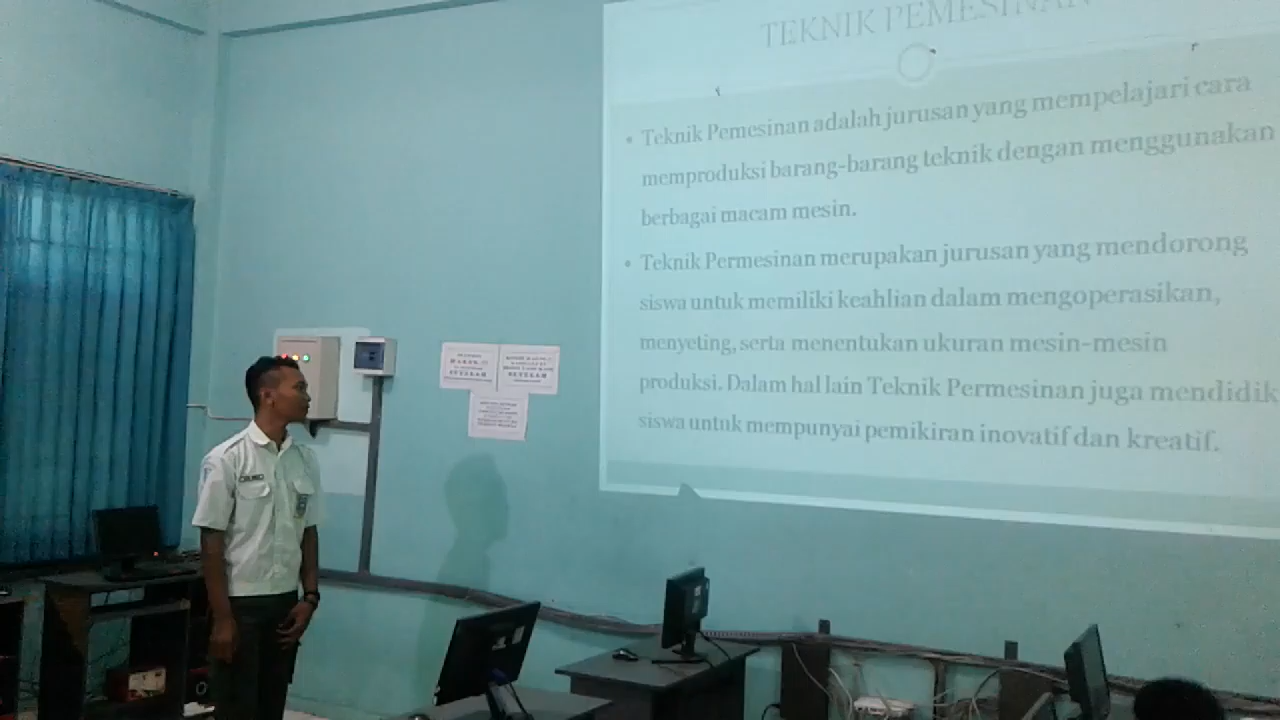 TEKNIK PEMESINAN
• Teknik Pemesinan adalah jurusan yang mempelajari cara
memproduksi barang-barang teknik dengan menggunakan
berbagai macam mesin.
• Teknik Permesinan merupakan jurusan yang mendorong
siswa untuk memiliki keahlian dalam mengoperasikan,
menyeting, serta menentukan ukuran mesin-mesin
produksi. Dalam hal lain Teknik Permesinan juga mendidik
siswa untuk mempunyai pemikiran inovatif dan kreatif.